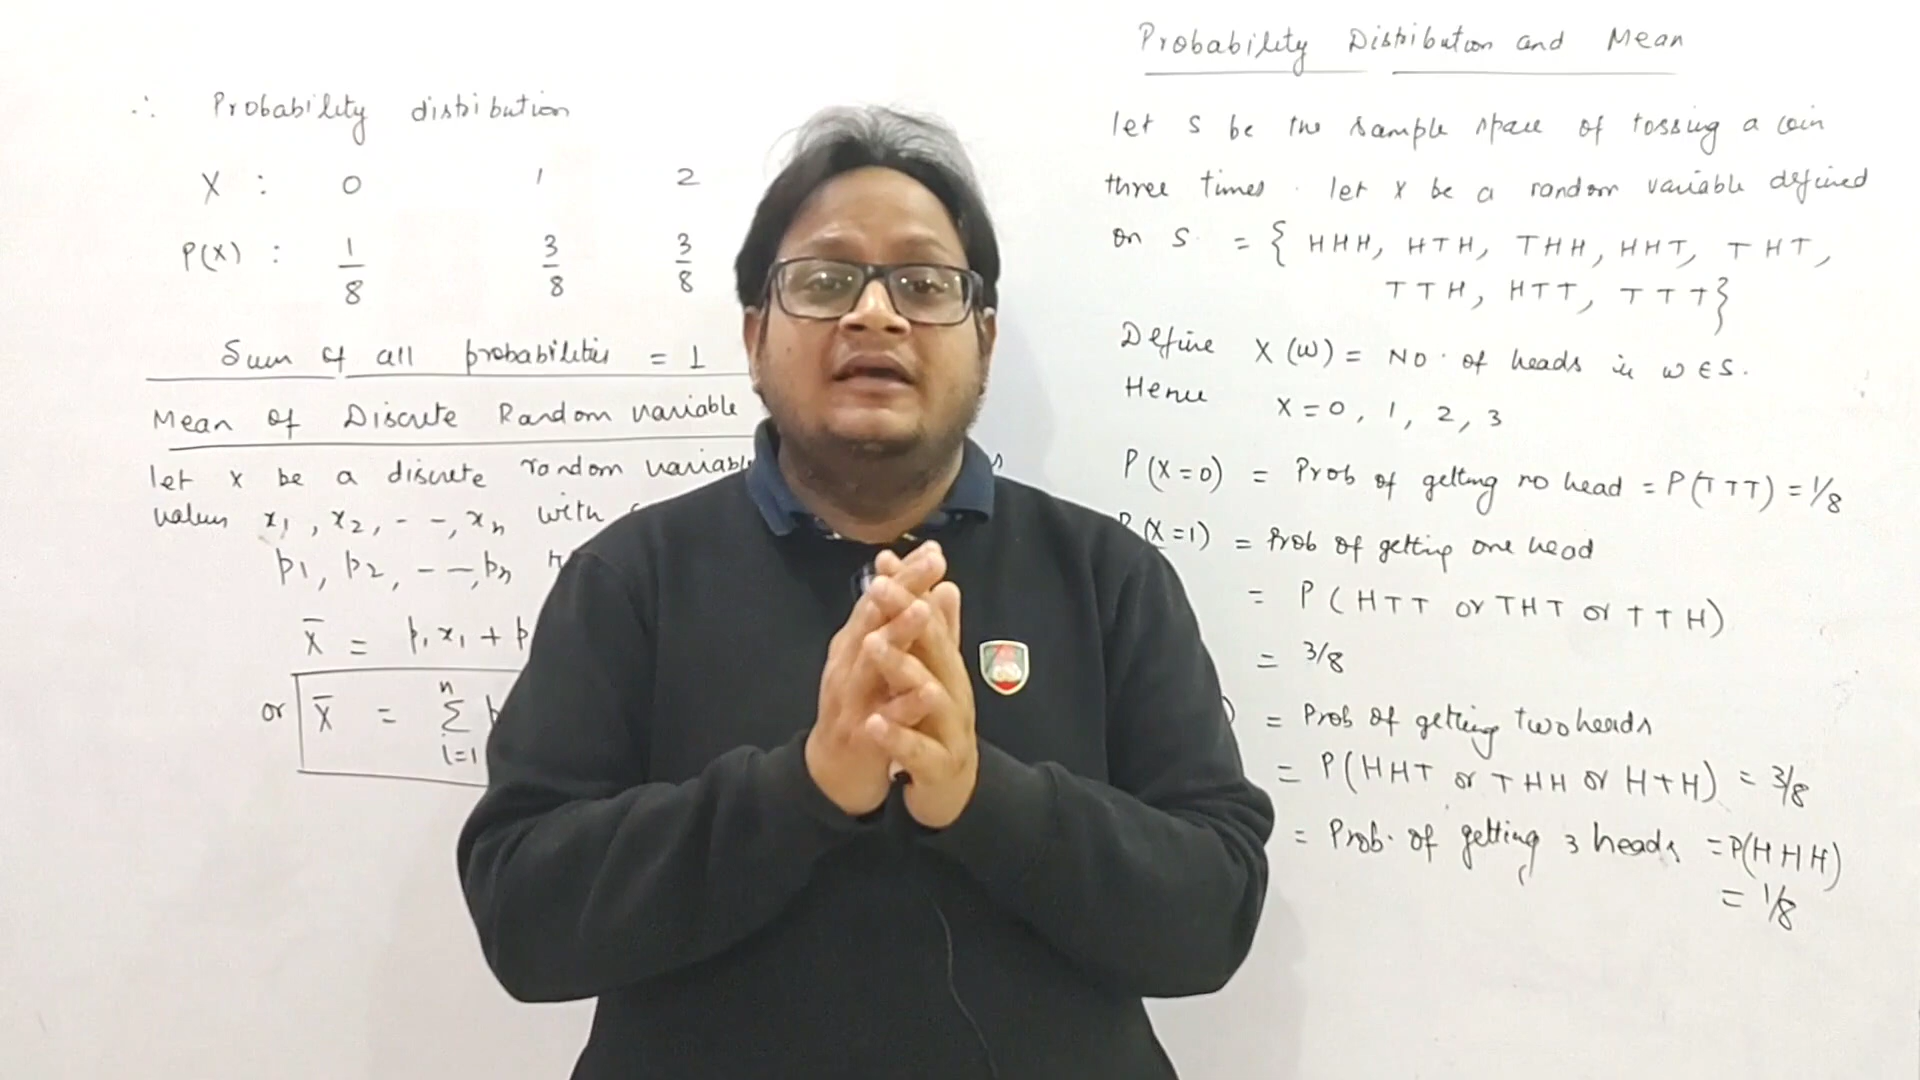 Probability Distribution and Mean
let S be the sample space of tossing a coin
three times. let X be a random variable defined
on S = { HHH, HTH, THH, HHT, THT,
TTH, HTT, TTT}
Define X(ω) = No. of heads in ω ∈ S.
Hence X = 0, 1, 2, 3
P(X=0) = Prob of getting no head = P(TTT) = 1/8
(X=1) = Prob of getting one head
= P(HTT or THT or TTH)
= 3/8
) = Prob of getting two heads
= P(HHT or THH or HTH) = 3/8
= Prob. of getting 3 heads = P(HHH)
= 1/8
∴ Probability distribution
X : 0 1 2
P(X) : 1/8 3/8 3/8
Sum of all probabilities = 1
Mean of Discrete Random variable
let x be a discrete random variable
values x1, x2, - -, xn with
p1, p2, - -, pn
X̄ = p1x1 +
or X̄ = Σ i=1 n